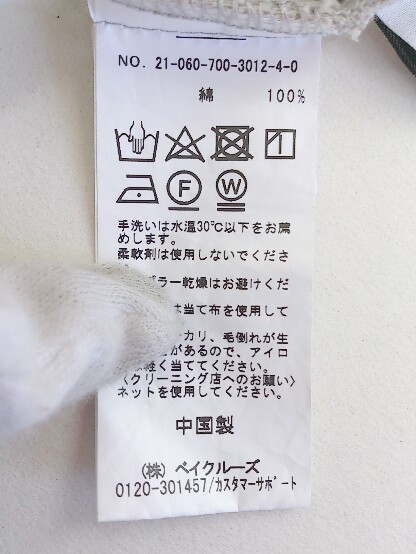 NO. 21-060-700-3012-4-0
綿 100%
F W
手洗いは水温30℃以下をお薦
めします。
柔軟剤は使用しないでくださ
ラー乾燥はお避けくだ
は当て布を使用して
カリ、毛倒れが生
があるので、アイロ
軽く当ててください。
〈クリーニング店へのお願い〉
ネットを使用してください。
中国製
(株) ベイクルーズ
0120-301457/カスタマーサポート